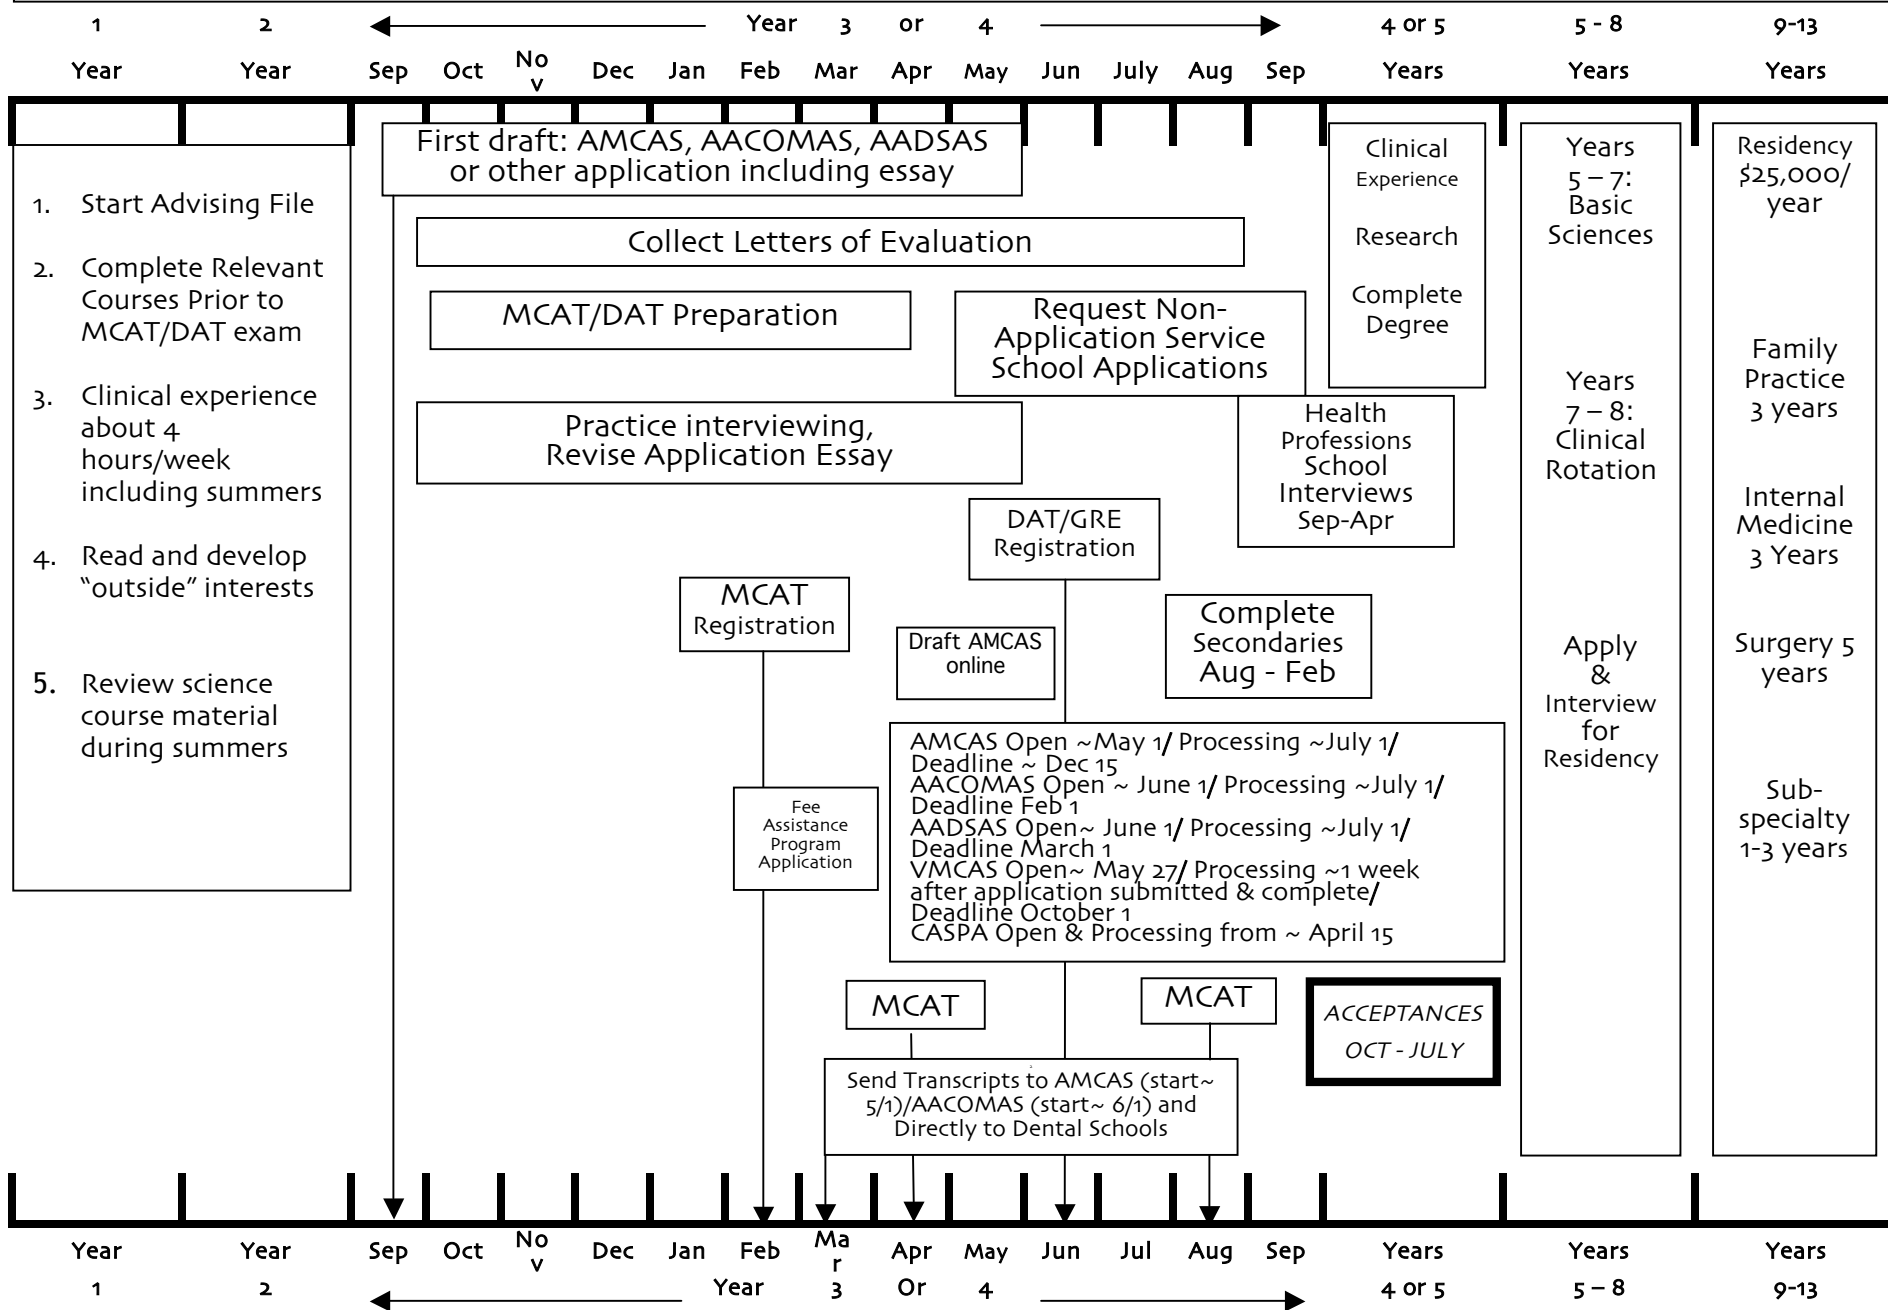 1 2 Year 3 or 4 4 or 5 5 - 8 9-13
Year Year Sep Oct No Dec Jan Feb Mar Apr May Jun July Aug Sep Years Years Years
v
1. Start Advising File
2. Complete Relevant
Courses Prior to
MCAT/DAT exam
3. Clinical experience
about 4
hours/week
including summers
4. Read and develop
“outside” interests
5. Review science
course material
during summers
First draft: AMCAS, AACOMAS, AADSAS
or other application including essay
Collect Letters of Evaluation
MCAT/DAT Preparation
Request Non-
Application Service
School Applications
Practice interviewing,
Revise Application Essay
Health
Professions
School
Interviews
Sep-Apr
DAT/GRE
Registration
MCAT
Registration
Draft AMCAS
online
Complete
Secondaries
Aug - Feb
Fee
Assistance
Program
Application
AMCAS Open ~May 1/ Processing ~July 1/
Deadline ~ Dec 15
AACOMAS Open ~ June 1/ Processing ~July 1/
Deadline Feb 1
AADSAS Open~ June 1/ Processing ~July 1/
Deadline March 1
VMCAS Open~ May 27/ Processing ~1 week
after application submitted & complete/
Deadline October 1
CASPA Open & Processing from ~ April 15
MCAT
MCAT
ACCEPTANCES
OCT - JULY
Send Transcripts to AMCAS (start~
5/1)/AACOMAS (start~ 6/1) and
Directly to Dental Schools
Clinical
Experience
Research
Complete
Degree
Years
5 – 7:
Basic
Sciences
Years
7 – 8:
Clinical
Rotation
Apply
&
Interview
for
Residency
Residency
$25,000/
year
Family
Practice
3 years
Internal
Medicine
3 Years
Surgery 5
years
Sub-
specialty
1-3 years
Year Year Sep Oct No Dec Jan Feb Ma Apr May Jun Jul Aug Sep Years Years Years
v r
1 2 Year 3 Or 4 4 or 5 5 – 8 9-13